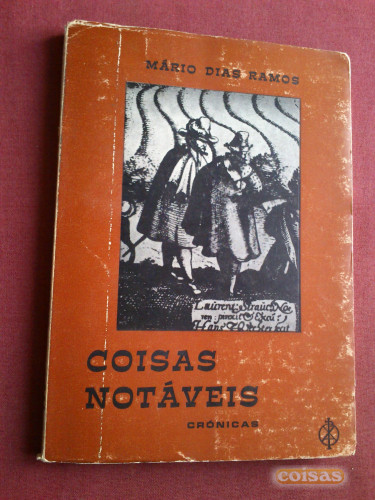 MÁRIO DIAS RAMOS
COISAS
NOTÁVEIS
CRÓNICAS
coisas